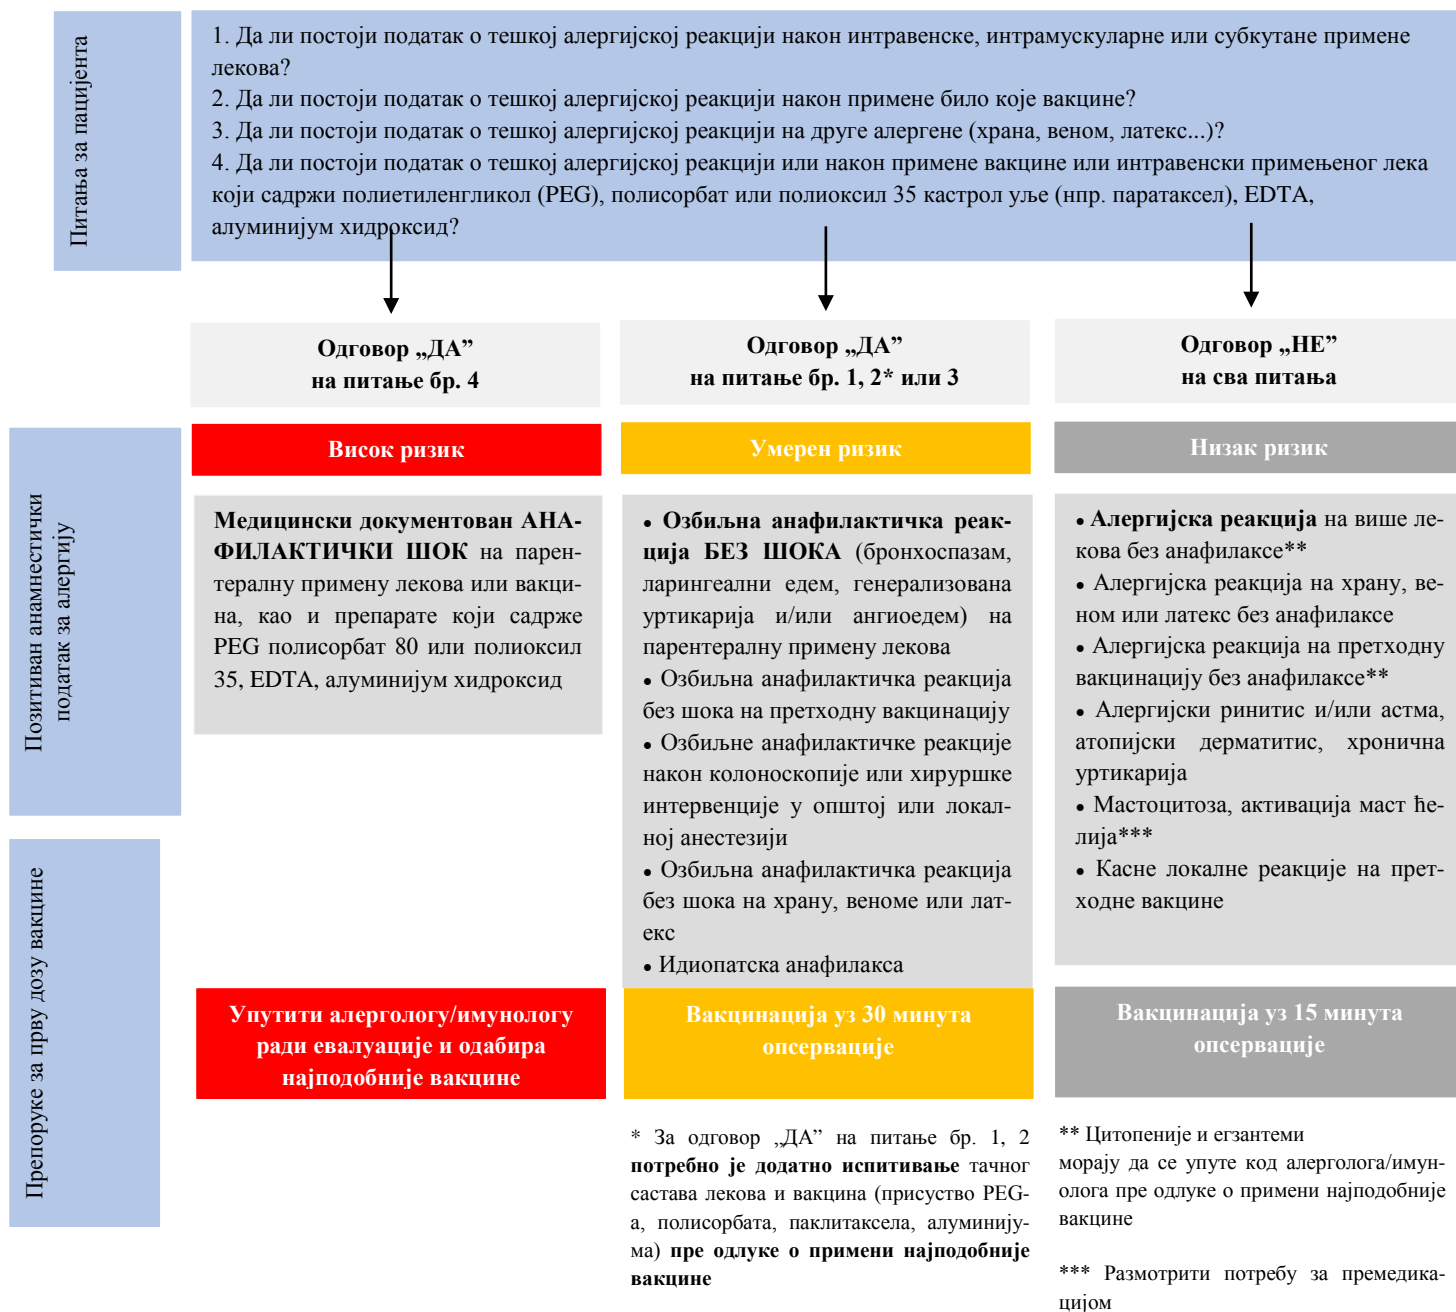 Питања за пацијента
1. Да ли постоји податак о тешкој алергијској реакцији након интравенске, интрамускуларне или субкутане примене
лекова?
2. Да ли постоји податак о тешкој алергијској реакцији након примене било које вакцине?
3. Да ли постоји податак о тешкој алергијској реакцији на друге алергене (храна, веном, латекс...)?
4. Да ли постоји податак о тешкој алергијској реакцији или након примене вакцине или интравенски примењеног лека
који садржи полиетиленгликол (PEG), полисорбат или полиоксил 35 кастрол уље (нпр. паратаксел), EDTA,
алуминијум хидроксид?
Одговор „ДА”
на питање бр. 4
Одговор „ДА”
на питање бр. 1, 2* или 3
Одговор „НЕ”
на сва питања
Позитиван анамнестички
податак за алергију
Висок ризик
Умерен ризик
Низак ризик
Медицински документован АНА-
ФИЛАКТИЧКИ ШОК на парен-
тералну примену лекова или вакци-
на, као и препарате који садрже
PEG полисорбат 80 или полиоксил
35, EDTA, алуминијум хидроксид
• Озбиљна анафилактичка реак-
ција БЕЗ ШОКА (бронхоспазам,
ларингеални едем, генерализована
уртикарија и/или ангиоедем) на
парентералну примену лекова
• Озбиљна анафилактичка реакција
без шока на претходну вакцинацију
• Озбиљне анафилактичке реакције
након колоноскопије или хируршке
интервенције у општој или локал-
ној анестезији
• Озбиљна анафилактичка реакција
без шока на храну, веноме или лат-
екс
• Идиопатска анафилакса
• Алергијска реакција на више ле-
кова без анафилаксе**
• Алергијска реакција на храну, ве-
ном или латекс без анафилаксе
• Алергијска реакција на претходну
вакцинацију без анафилаксе**
• Алергијски ринитис и/или астма,
атопијски дерматитис, хронична
уртикарија
• Мастоцитоза, активација маст ће-
лија***
• Касне локалне реакције на прет-
ходне вакцине
Препоруке за прву дозу вакцине
Упутити алергологу/имунологу
ради евалуације и одабира
најподобније вакцине
Вакцинација уз 30 минута
опсервације
Вакцинација уз 15 минута
опсервације
* За одговор „ДА” на питање бр. 1, 2
потребно је додатно испитивање тачног
састава лекова и вакцина (присуство PEG-
а, полисорбата, паклитаксела, алуминију-
ма) пре одлуке о примени најподобније
вакцине
** Цитопеније и егзантеми
морају да се упуте код алерголога/имун-
олога пре одлуке о примени најподобније
вакцине
*** Размотрити потребу за премедика-
цијом